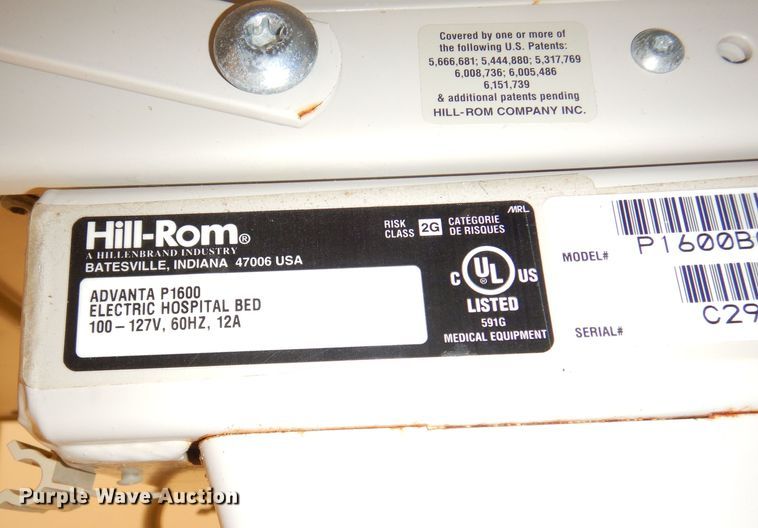 Covered by one or more of
the following U.S. Patents:
5,666,681; 5,444,880; 5,317,769
6,008,736; 6,005,486
6,151,739
& additional patents pending
HILL-ROM COMPANY INC.
MRL
Hill-Rom®
A HILLENBRAND INDUSTRY
BATESVILLE, INDIANA 47006 USA
RISK CLASS 2G CATÉGORIE DE RISQUES
ADVANTA P1600
ELECTRIC HOSPITAL BED
100-127V, 60HZ, 12A
C UL® US
LISTED
591G
MEDICAL EQUIPMENT
MODEL# P1600B
SERIAL# C29
Purple Wave Auction